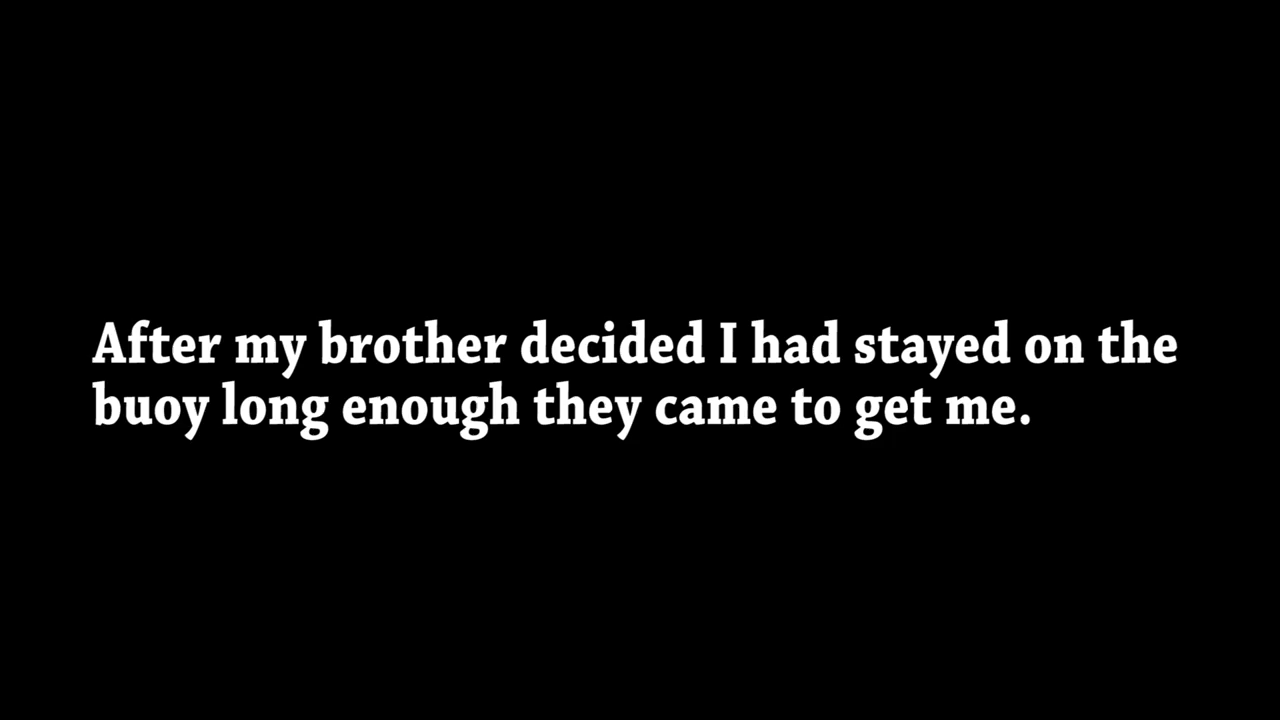 After my brother decided I had stayed on the
buoy long enough they came to get me.